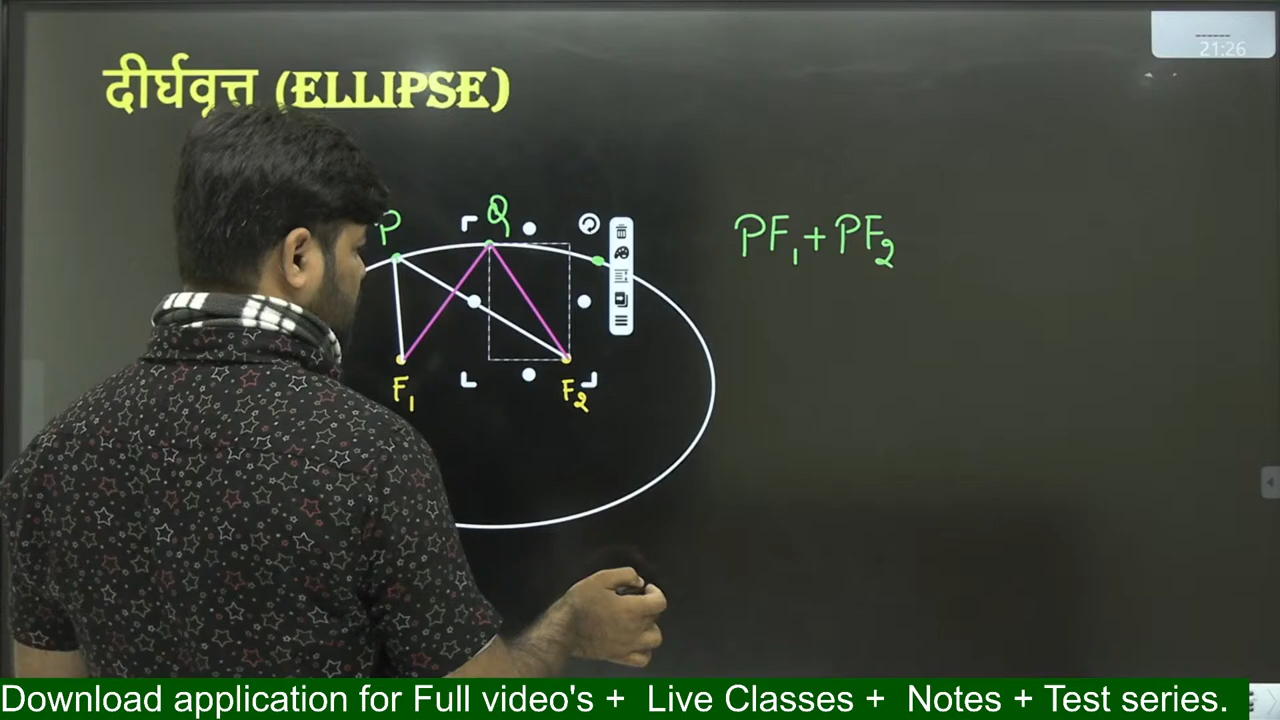 21:26
दीर्घवृत्त (ELLIPSE)
P
Q
PF₁ + PF₂
F₁
F₂
Download application for Full video's + Live Classes + Notes + Test series.